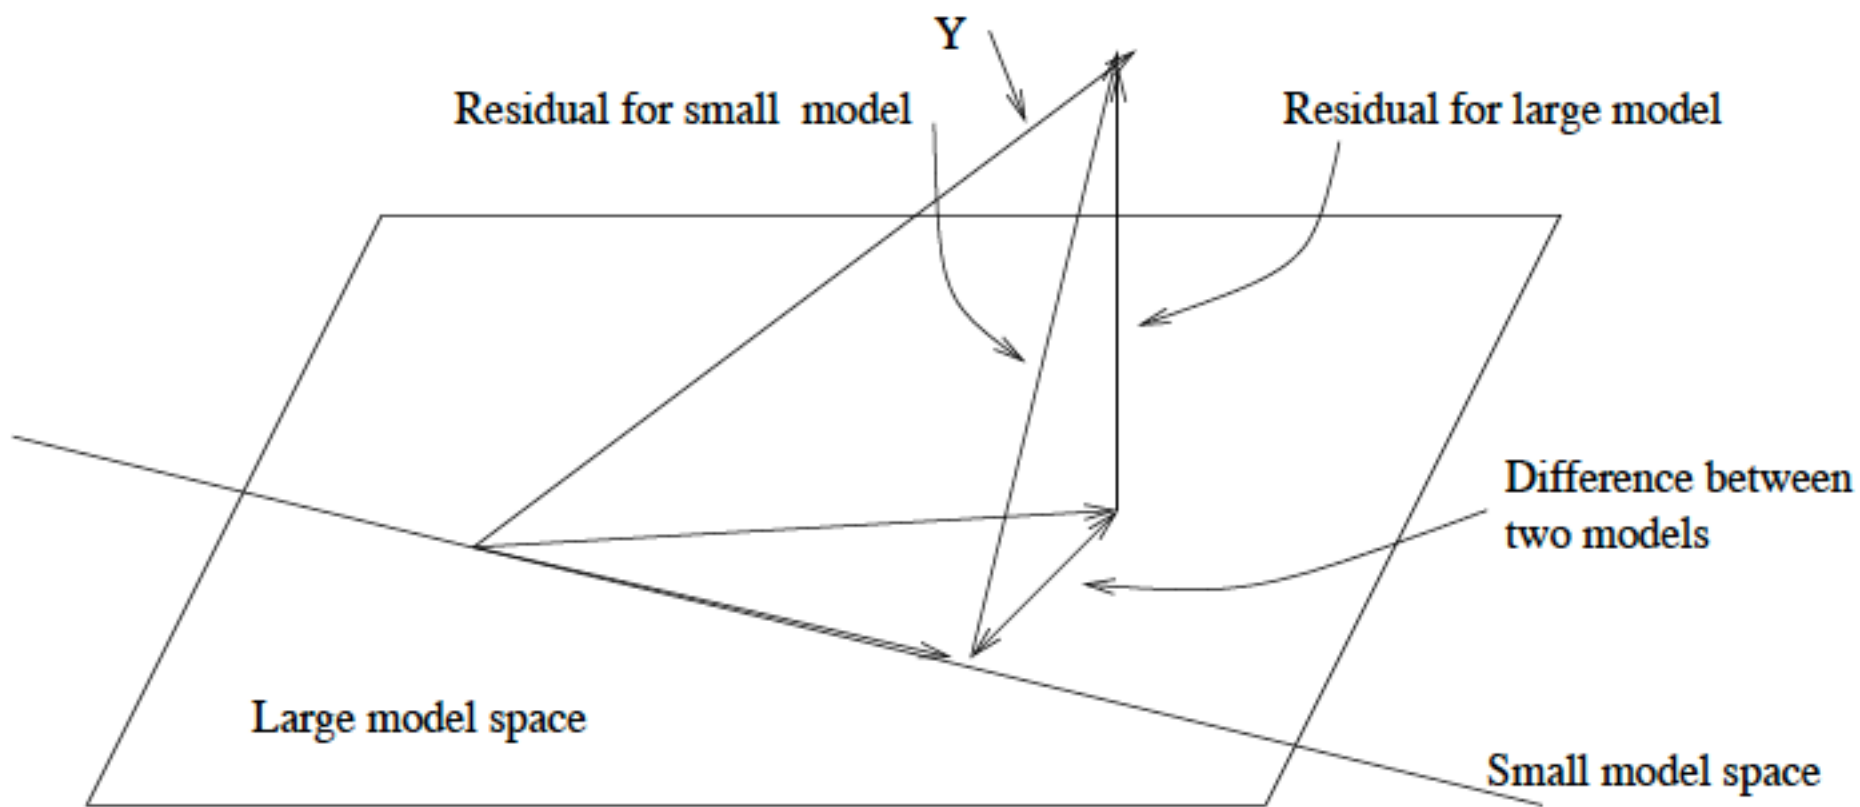 Y
Residual for small model
Residual for large model
Difference between
two models
Large model space
Small model space